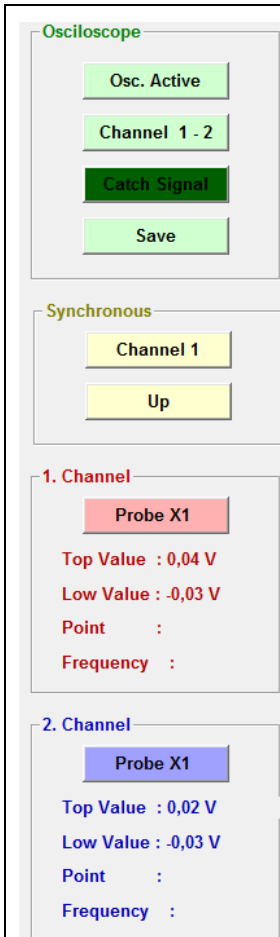 Osciloscope
Osc. Active
Channel 1 - 2
Catch Signal
Save
Synchronous
Channel 1
Up
1. Channel
Probe X1
Top Value : 0,04 V
Low Value : -0,03 V
Point :
Frequency :
2. Channel
Probe X1
Top Value : 0,02 V
Low Value : -0,03 V
Point :
Frequency :